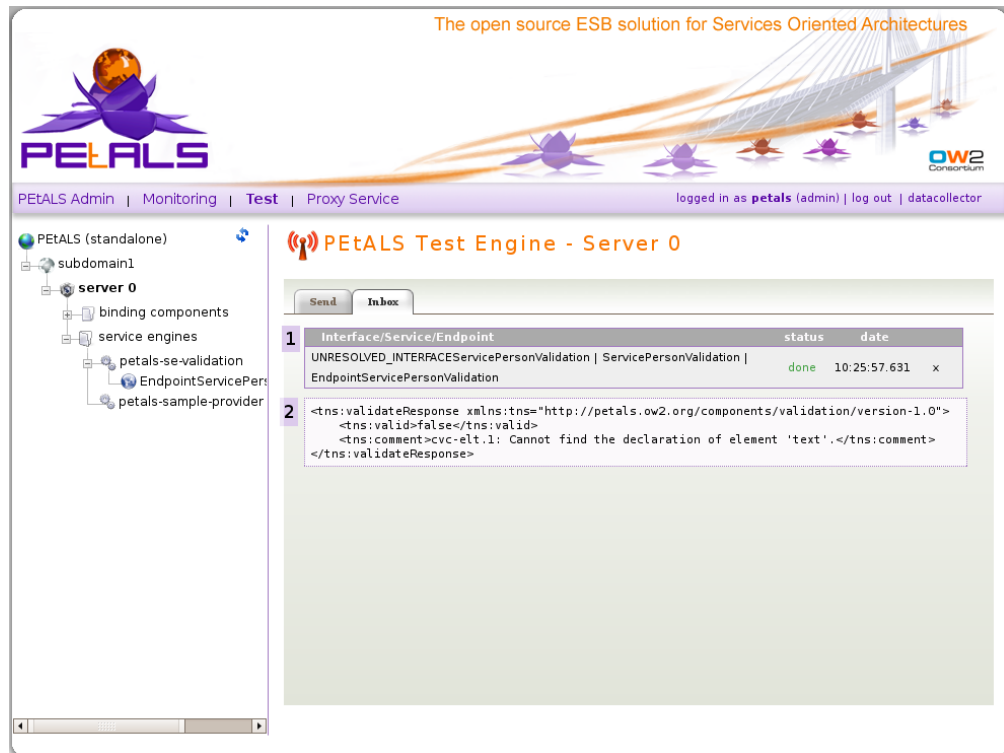 The open source ESB solution for Services Oriented Architectures
PEtALS
OW2
Consortium
PEtALS Admin | Monitoring | Test | Proxy Service
logged in as petals (admin) | log out | datacollector
PEtALS (standalone)
subdomain1
server 0
binding components
service engines
petals-se-validation
EndpointServicePers
petals-sample-provider
PEtALS Test Engine - Server 0
Send
Inbox
1
Interface/Service/Endpoint status date
UNRESOLVED_INTERFACEServicePersonValidation | ServicePersonValidation |
EndpointServicePersonValidation
done 10:25:57.631 x
2
<tns:validateResponse xmlns:tns="http://petals.ow2.org/components/validation/version-1.0">
<tns:valid>false</tns:valid>
<tns:comment>cvc-elt.1: Cannot find the declaration of element 'text'.</tns:comment>
</tns:validateResponse>